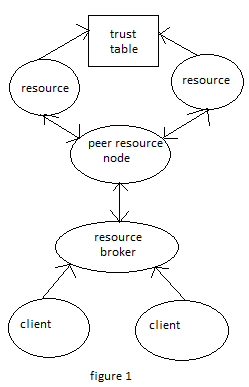 trust
table
resource
resource
peer resource
node
resource
broker
client
client
figure 1